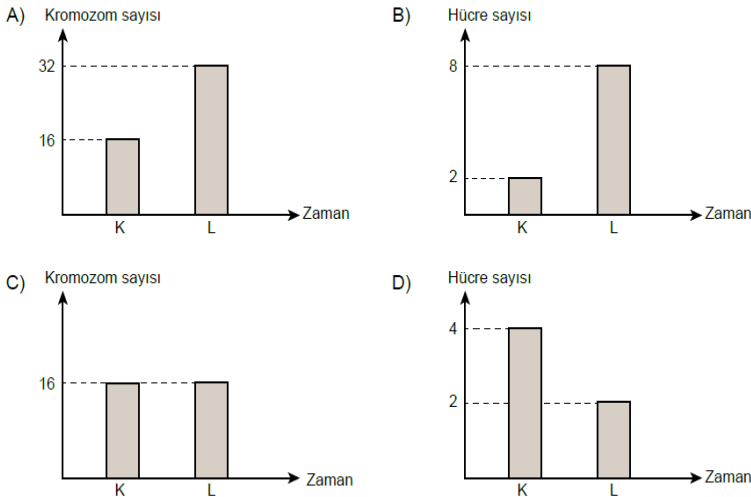 A) Kromozom sayısı
32
16
K L Zaman
B) Hücre sayısı
8
2
K L Zaman
C) Kromozom sayısı
16
K L Zaman
D) Hücre sayısı
4
2
K L Zaman